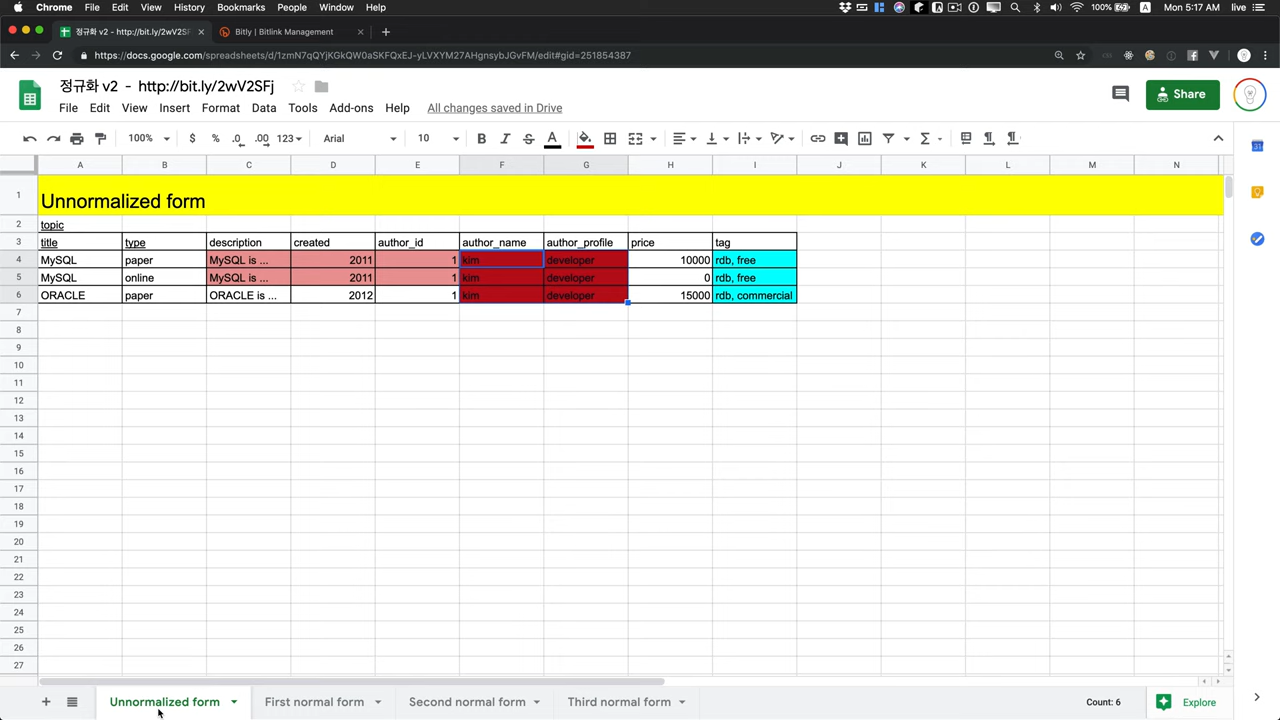 Chrome File Edit View History Bookmarks People Window Help 100% A Mon 5:17 AM live
정규화 v2 - http://bit.ly/2wV2SF Bitly | Bitlink Management
https://docs.google.com/spreadsheets/d/1zmN7qQYjKGkQW0aSKFQxEJ-yLVXYM27AHgnsybJGvFM/edit#gid=251854387
정규화 v2 - http://bit.ly/2wV2SFj
File Edit View Insert Format Data Tools Add-ons Help All changes saved in Drive
Share
100% $ % .0 .00 123 Arial 10 B I S A
A B C D E F G H I J K L M N
1 Unnormalized form
2 topic
3 title type description created author_id author_name author_profile price tag
4 MySQL paper MySQL is ... 2011 1 kim developer 10000 rdb, free
5 MySQL online MySQL is ... 2011 1 kim developer 0 rdb, free
6 ORACLE paper ORACLE is ... 2012 1 kim developer 15000 rdb, commercial
7
8
9
10
11
12
13
14
15
16
17
18
19
20
21
22
23
24
25
26
27
Unnormalized form First normal form Second normal form Third normal form Count: 6 Explore